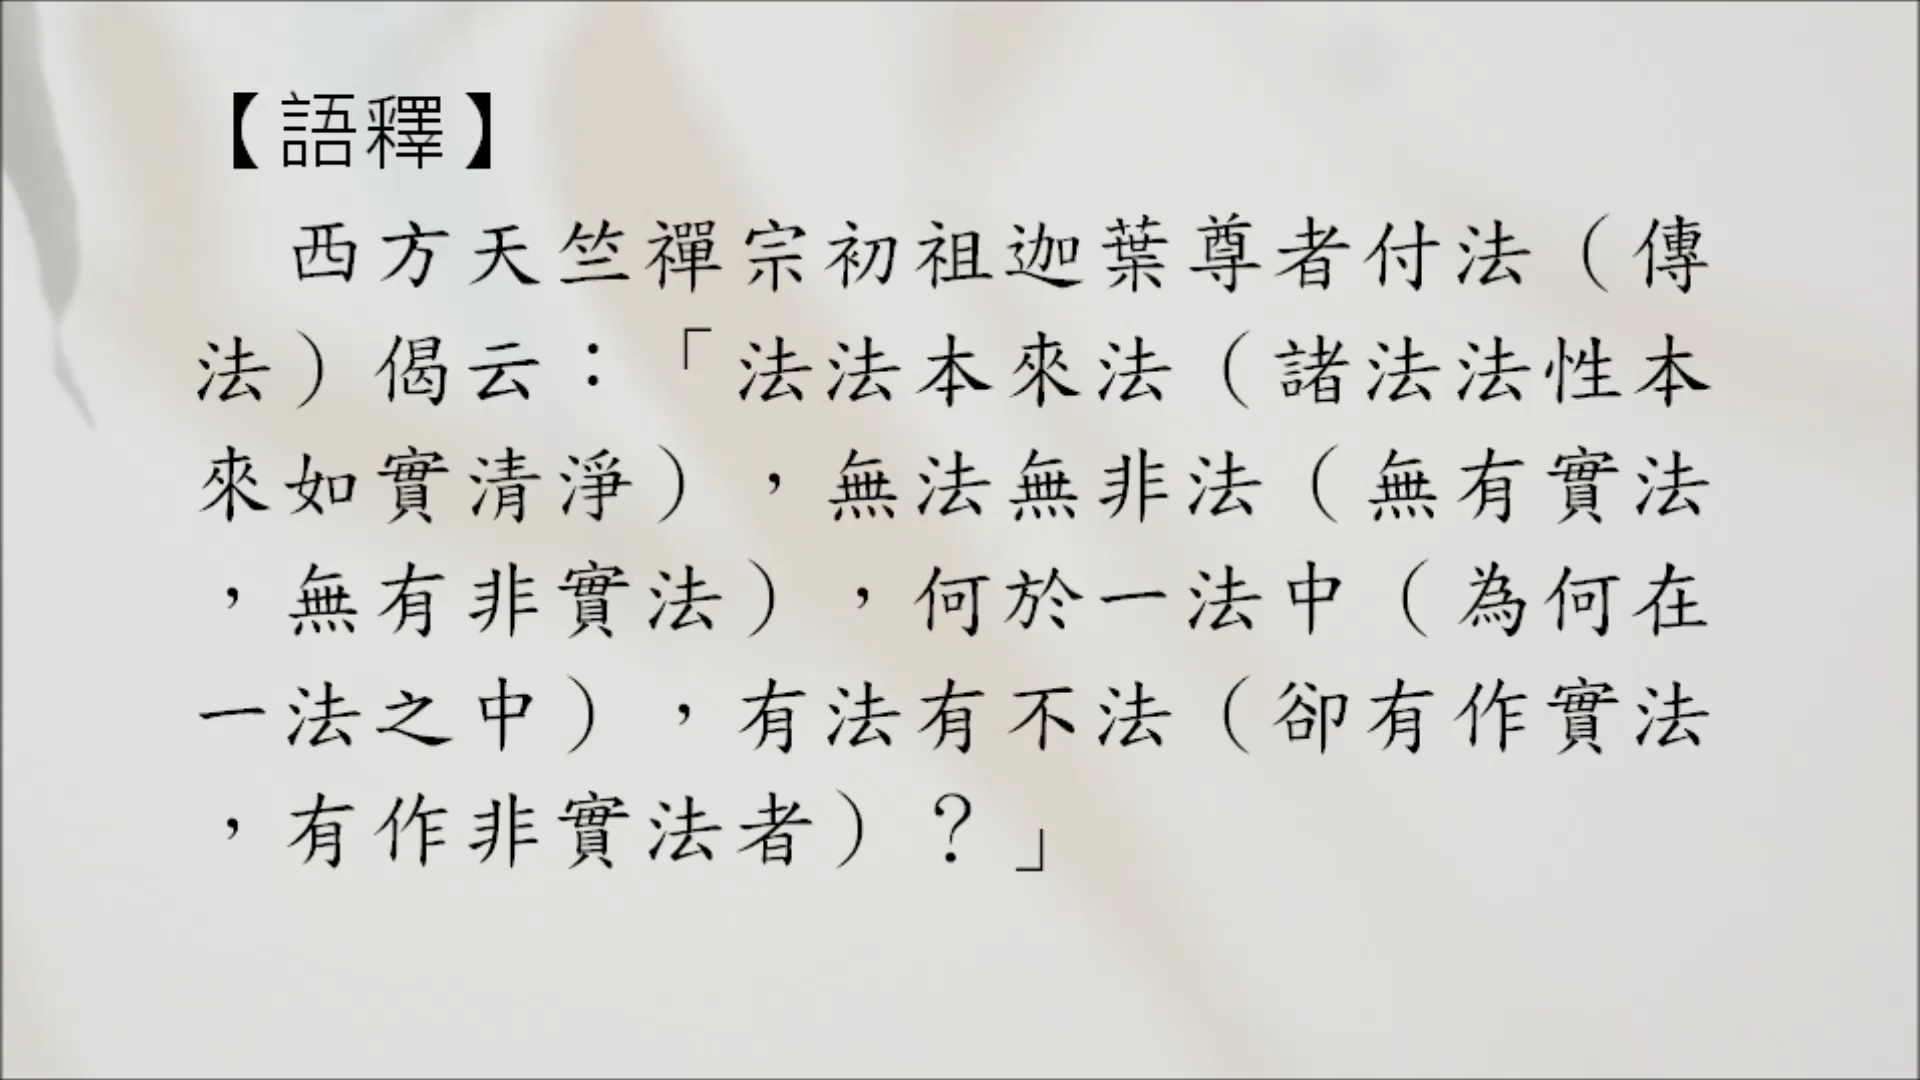 【語釋】
西方天竺禪宗初祖迦葉尊者付法（傳
法）偈云：「法法本來法（諸法法性本
來如實清淨），無法無非法（無有實法
，無有非實法），何於一法中（為何在
一法之中），有法有不法（卻有作實法
，有作非實法者）？」